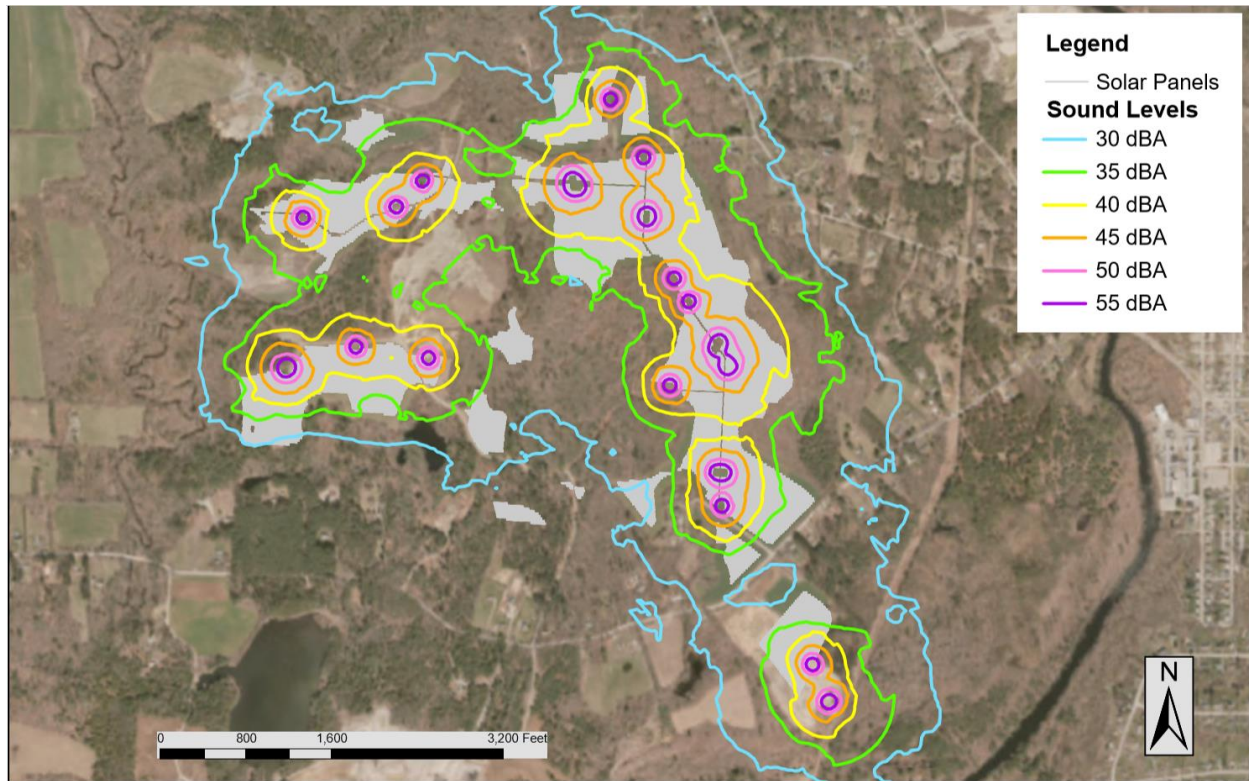 Legend
Solar Panels
Sound Levels
30 dBA
35 dBA
40 dBA
45 dBA
50 dBA
55 dBA
N
0 800 1,600 3,200 Feet